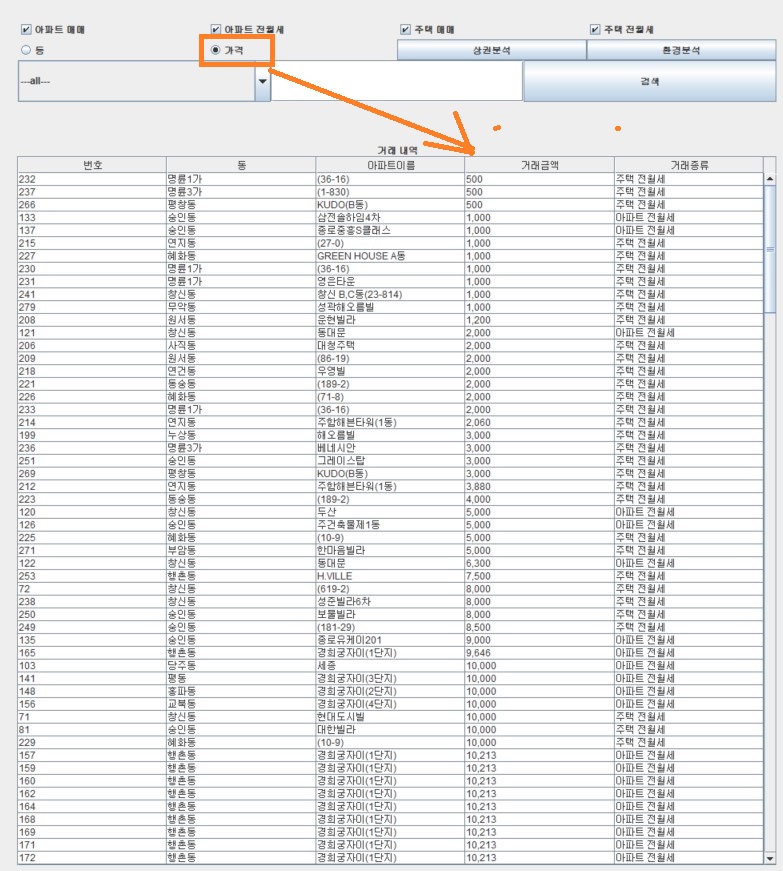 아파트 매매 아파트 전월세 주택 매매 주택 전월세
동 가격 상권분석 환경분석
---all--- 검색
거래 내역
번호 동 아파트이름 거래금액 거래종류
232 명륜1가 (36-16) 500 주택 전월세
237 명륜3가 (1-830) 500 주택 전월세
266 평창동 KUDO(B동) 500 주택 전월세
133 숭인동 삼전솔하임4차 1,000 아파트 전월세
137 숭인동 종로중흥S클래스 1,000 아파트 전월세
215 연지동 (27-0) 1,000 주택 전월세
227 혜화동 GREEN HOUSE A동 1,000 주택 전월세
230 명륜1가 (36-16) 1,000 주택 전월세
231 명륜1가 영은타운 1,000 주택 전월세
241 창신동 창신 B,C동(23-814) 1,000 주택 전월세
279 무악동 성곽해오름빌 1,000 주택 전월세
208 원서동 운현빌라 1,200 주택 전월세
121 창신동 동대문 2,000 아파트 전월세
206 사직동 대청주택 2,000 주택 전월세
209 원서동 (86-19) 2,000 주택 전월세
218 연건동 우영빌 2,000 주택 전월세
221 동숭동 (189-2) 2,000 주택 전월세
226 혜화동 (71-8) 2,000 주택 전월세
233 명륜1가 (36-16) 2,000 주택 전월세
214 연지동 주합해븐타워(1동) 2,060 주택 전월세
199 누상동 해오름빌 3,000 주택 전월세
236 명륜3가 베네시안 3,000 주택 전월세
251 숭인동 그레이스탑 3,000 주택 전월세
269 평창동 KUDO(B동) 3,000 주택 전월세
212 연지동 주합해븐타워(1동) 3,880 주택 전월세
223 동숭동 (189-2) 4,000 주택 전월세
120 창신동 두산 5,000 아파트 전월세
126 숭인동 주건축물제1동 5,000 아파트 전월세
225 혜화동 (10-9) 5,000 주택 전월세
271 부암동 한마음빌라 5,000 주택 전월세
122 창신동 동대문 6,300 아파트 전월세
253 행촌동 H.VILLE 7,500 주택 전월세
72 창신동 (619-2) 8,000 주택 전월세
238 창신동 성준빌라6차 8,000 주택 전월세
250 숭인동 보물빌라 8,000 주택 전월세
249 숭인동 (181-29) 8,500 주택 전월세
135 숭인동 종로유케이201 9,000 아파트 전월세
165 행촌동 경희궁자이(1단지) 9,646 아파트 전월세
103 당주동 세종 10,000 아파트 전월세
141 평동 경희궁자이(3단지) 10,000 아파트 전월세
148 홍파동 경희궁자이(2단지) 10,000 아파트 전월세
156 교북동 경희궁자이(4단지) 10,000 아파트 전월세
71 창신동 현대도시빌 10,000 주택 전월세
81 숭인동 대한빌라 10,000 주택 전월세
229 혜화동 (10-9) 10,000 주택 전월세
157 행촌동 경희궁자이(1단지) 10,213 아파트 전월세
159 행촌동 경희궁자이(1단지) 10,213 아파트 전월세
160 행촌동 경희궁자이(1단지) 10,213 아파트 전월세
162 행촌동 경희궁자이(1단지) 10,213 아파트 전월세
164 행촌동 경희궁자이(1단지) 10,213 아파트 전월세
168 행촌동 경희궁자이(1단지) 10,213 아파트 전월세
169 행촌동 경희궁자이(1단지) 10,213 아파트 전월세
171 행촌동 경희궁자이(1단지) 10,213 아파트 전월세
172 행촌동 경희궁자이(1단지) 10,213 아파트 전월세